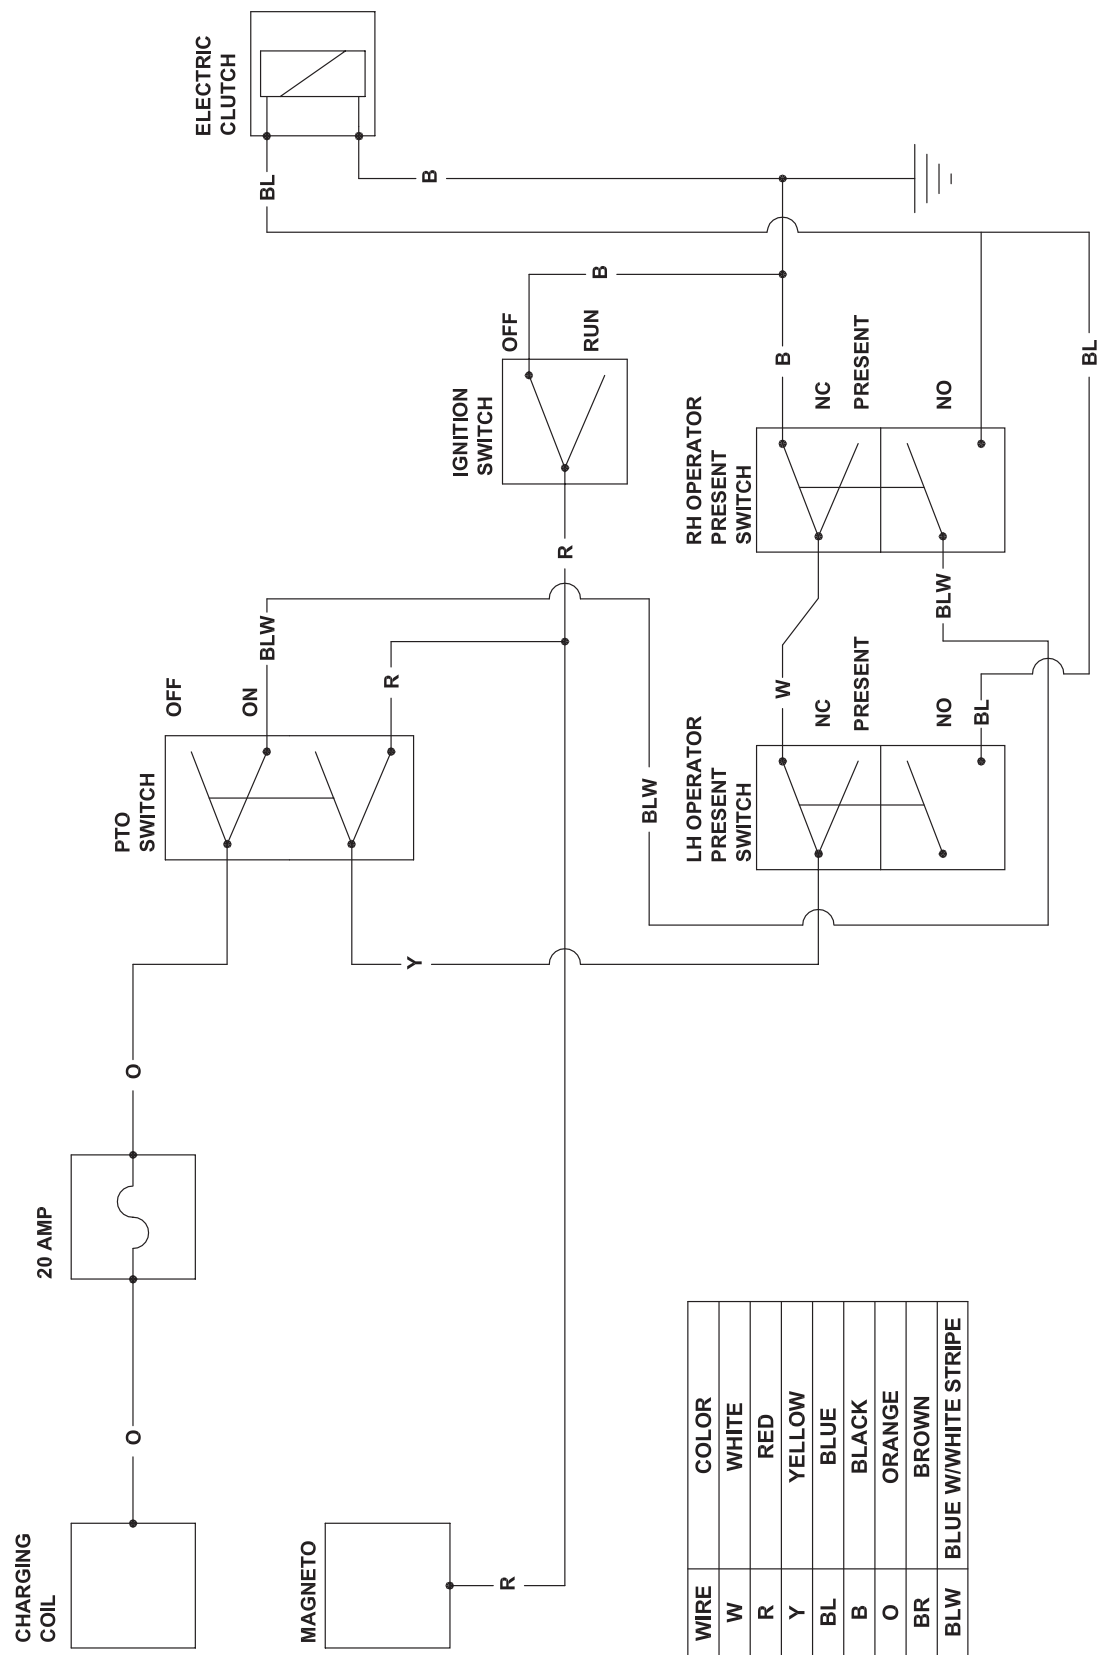 CHARGING
COIL
O
20 AMP
O
PTO
SWITCH
OFF
ON
BLW
R
ELECTRIC
CLUTCH
BL
B
MAGNETO
R
Y
R
IGNITION
SWITCH
OFF
RUN
B
BLW
LH OPERATOR
PRESENT
SWITCH
NC
PRESENT
NO
W
BL
RH OPERATOR
PRESENT
SWITCH
NC
PRESENT
NO
B
BLW
BL
WIRE COLOR
W WHITE
R RED
Y YELLOW
BL BLUE
B BLACK
O ORANGE
BR BROWN
BLW BLUE W/WHITE STRIPE